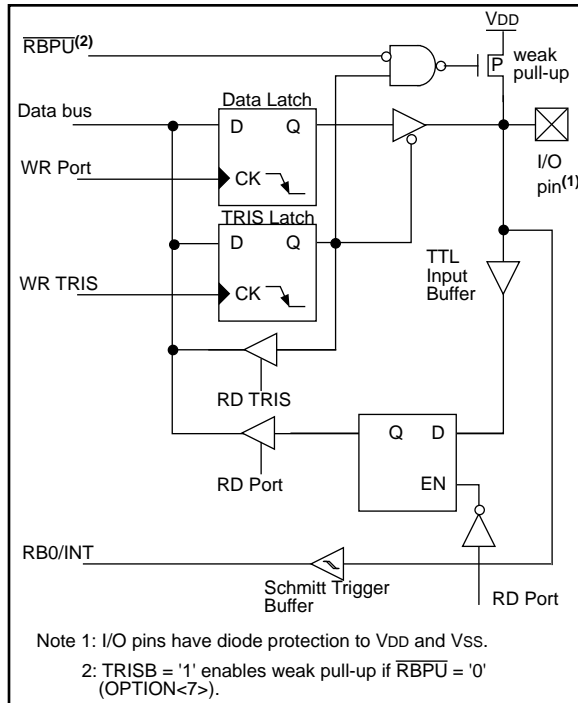 VDD
RBPU(2)
P
weak
pull-up
Data bus
Data Latch
D Q
WR Port
CK
I/O
pin(1)
TRIS Latch
D Q
TTL
Input
Buffer
WR TRIS
CK
RD TRIS
Q D
RD Port
EN
RB0/INT
Schmitt Trigger
Buffer
RD Port
Note 1: I/O pins have diode protection to VDD and VSS.
2: TRISB = '1' enables weak pull-up if RBPU = '0'
(OPTION<7>).